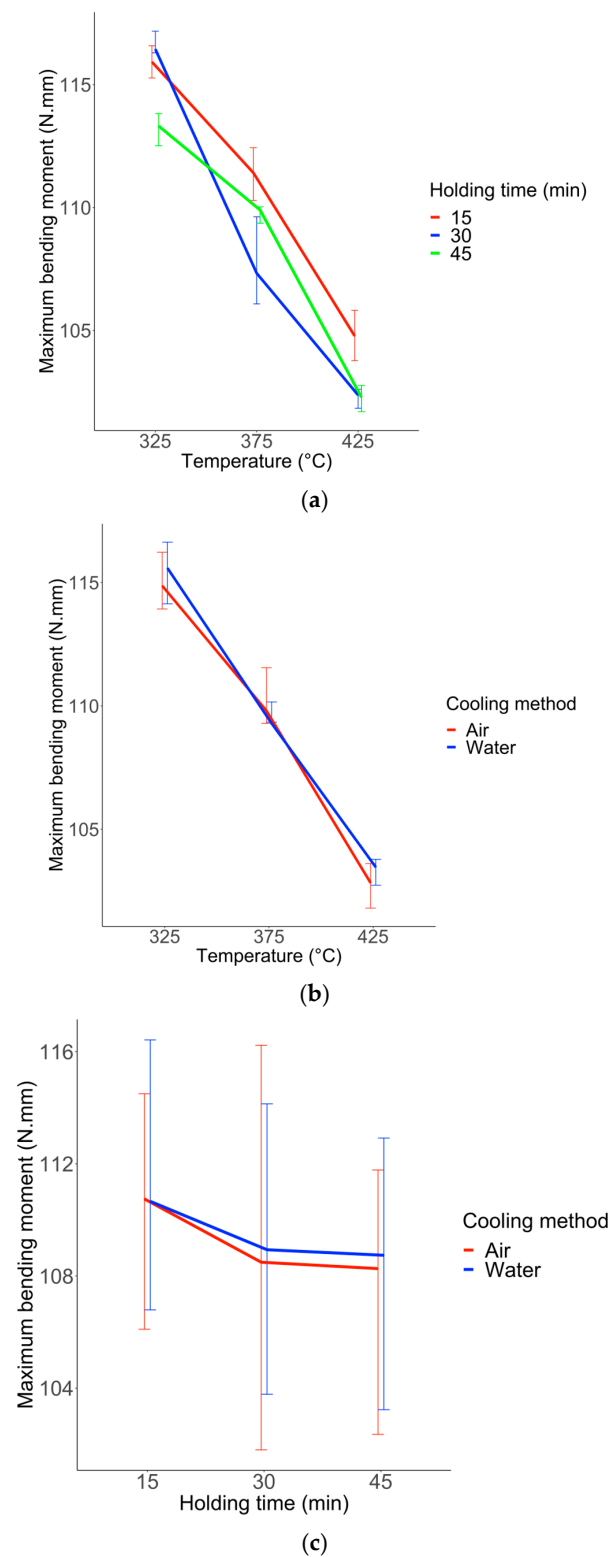 Maximum bending moment (N.mm)
115
110
105
325 375 425
Temperature (°C)
Holding time (min)
15
30
45
(a)
Maximum bending moment (N.mm)
115
110
105
325 375 425
Temperature (°C)
Cooling method
Air
Water
(b)
Maximum bending moment (N.mm)
116
112
108
104
15 30 45
Holding time (min)
Cooling method
Air
Water
(c)